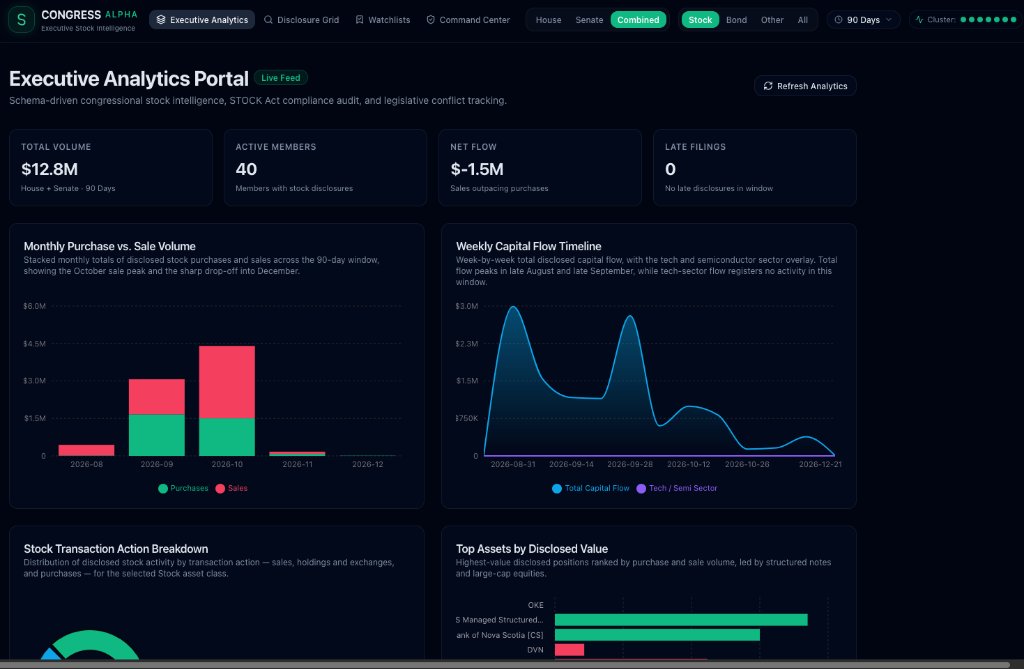 S
CONGRESS ALPHA
Executive Stock Intelligence
Executive Analytics
Disclosure Grid
Watchlists
Command Center
House Senate Combined
Stock Bond Other All
90 Days
Cluster:
Executive Analytics Portal
Live Feed
Schema-driven congressional stock intelligence, STOCK Act compliance audit, and legislative conflict tracking.
Refresh Analytics
TOTAL VOLUME
$12.8M
House + Senate · 90 Days
ACTIVE MEMBERS
40
Members with stock disclosures
NET FLOW
$-1.5M
Sales outpacing purchases
LATE FILINGS
0
No late disclosures in window
Monthly Purchase vs. Sale Volume
Stacked monthly totals of disclosed stock purchases and sales across the 90-day window,
showing the October sale peak and the sharp drop-off into December.
$6.0M
$4.5M
$3.0M
$1.5M
0
2026-08 2026-09 2026-10 2026-11 2026-12
Purchases Sales
Weekly Capital Flow Timeline
Week-by-week total disclosed capital flow, with the tech and semiconductor sector overlay. Total
flow peaks in late August and late September, while tech-sector flow registers no activity in this
window.
$3.0M
$2.3M
$1.5M
$750K
0
2026-08-31 2026-09-14 2026-09-28 2026-10-12 2026-10-26 2026-12-21
Total Capital Flow Tech / Semi Sector
Stock Transaction Action Breakdown
Distribution of disclosed stock activity by transaction action — sales, holdings and exchanges,
and purchases — for the selected Stock asset class.
Top Assets by Disclosed Value
Highest-value disclosed positions ranked by purchase and sale volume, led by structured notes
and large-cap equities.
OKE
S Managed Structured...
ank of Nova Scotia [CS]
DVN